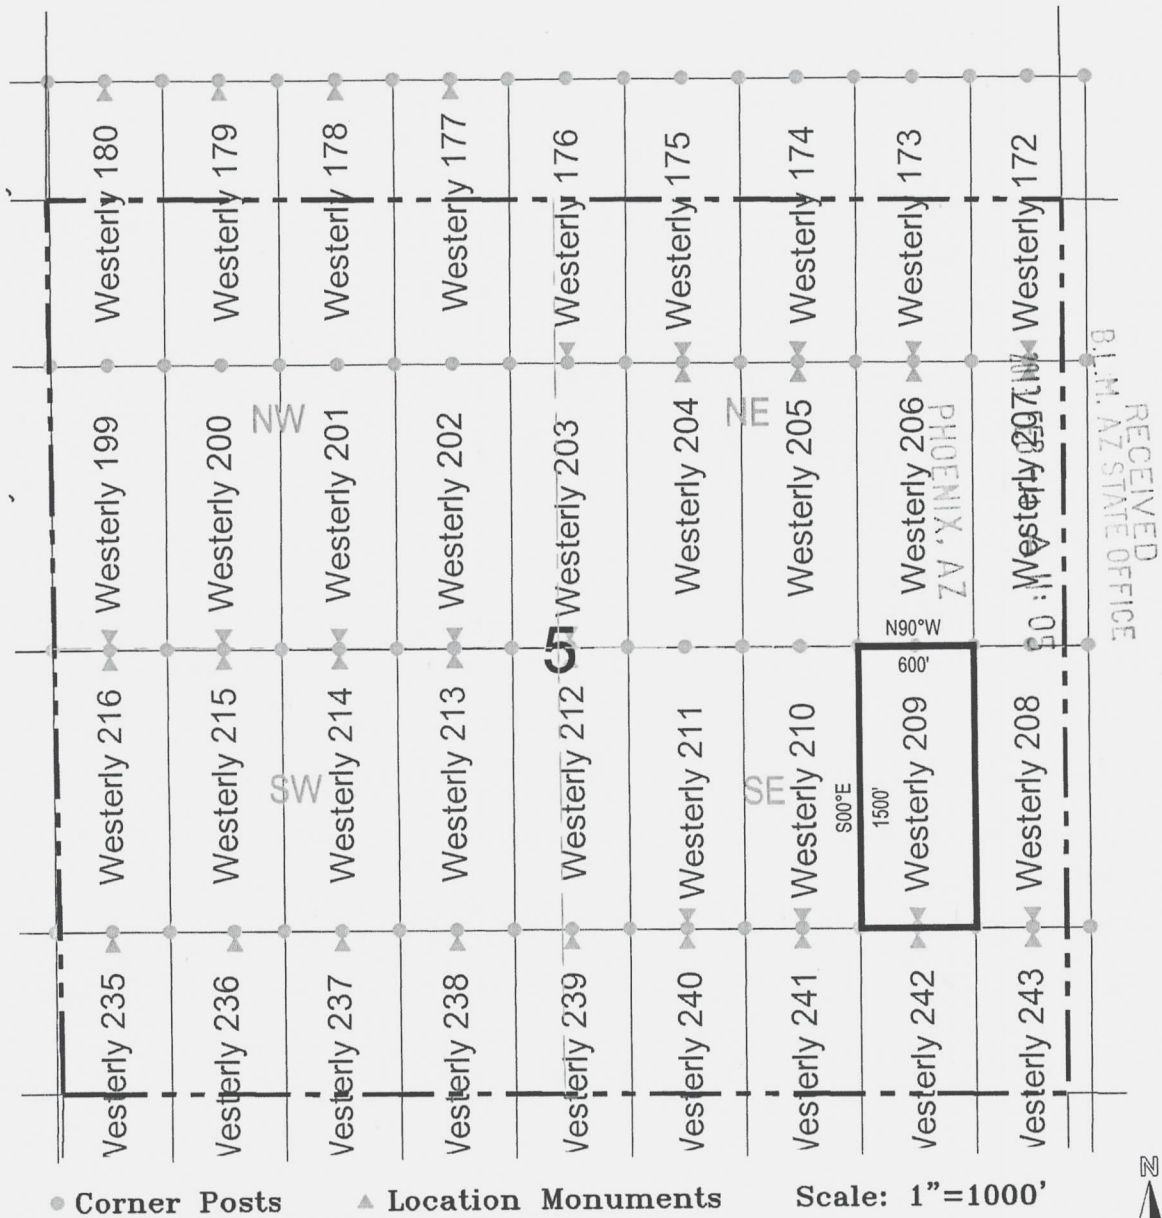 Westerly 180
Westerly 179
Westerly 178
Westerly 177
Westerly 176
Westerly 175
Westerly 174
Westerly 173
Westerly 172
NW
NE
Westerly 199
Westerly 200
Westerly 201
Westerly 202
Westerly 203
Westerly 204
Westerly 205
Westerly 206
Westerly 207
RECEIVED
B.L.M. AZ STATE OFFICE
PHOENIX, AZ
5
N90°W
600'
S00°E
1500'
Westerly 216
Westerly 215
Westerly 214
Westerly 213
Westerly 212
Westerly 211
Westerly 210
Westerly 209
Westerly 208
SW
SE
Vesterly 235
Vesterly 236
Vesterly 237
Vesterly 238
Vesterly 239
Vesterly 240
Vesterly 241
Vesterly 242
Vesterly 243
N
Corner Posts
Location Monuments
Scale: 1"=1000'